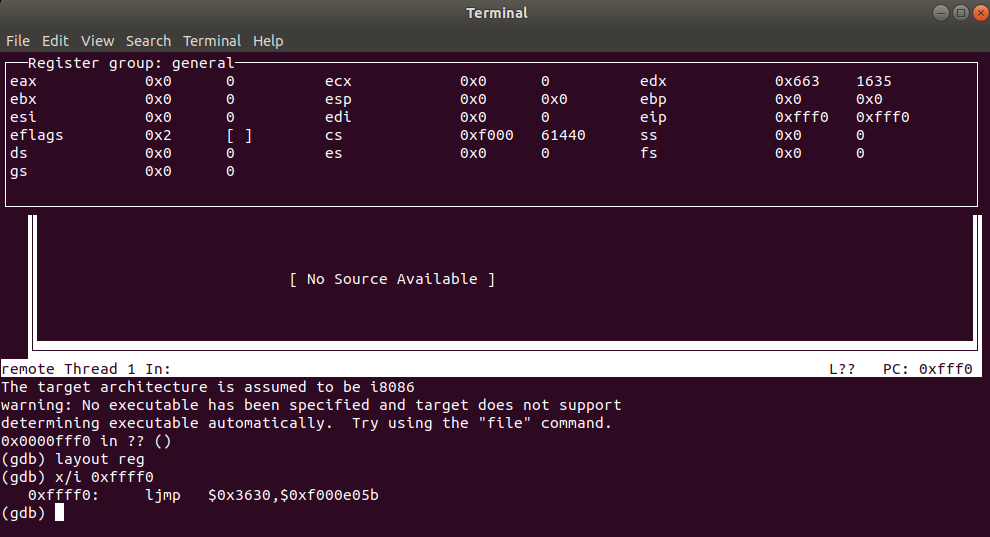 Terminal
File Edit View Search Terminal Help
Register group: general
eax 0x0 0 ecx 0x0 0 edx 0x663 1635
ebx 0x0 0 esp 0x0 0x0 ebp 0x0 0x0
esi 0x0 0 edi 0x0 0 eip 0xfff0 0xfff0
eflags 0x2 [ ] cs 0xf000 61440 ss 0x0 0
ds 0x0 0 es 0x0 0 fs 0x0 0
gs 0x0 0
[ No Source Available ]
remote Thread 1 In: L?? PC: 0xfff0
The target architecture is assumed to be i8086
warning: No executable has been specified and target does not support
determining executable automatically.  Try using the "file" command.
0x0000fff0 in ?? ()
(gdb) layout reg
(gdb) x/i 0xffff0
   0xffff0:     ljmp   $0x3630,$0xf000e05b
(gdb)